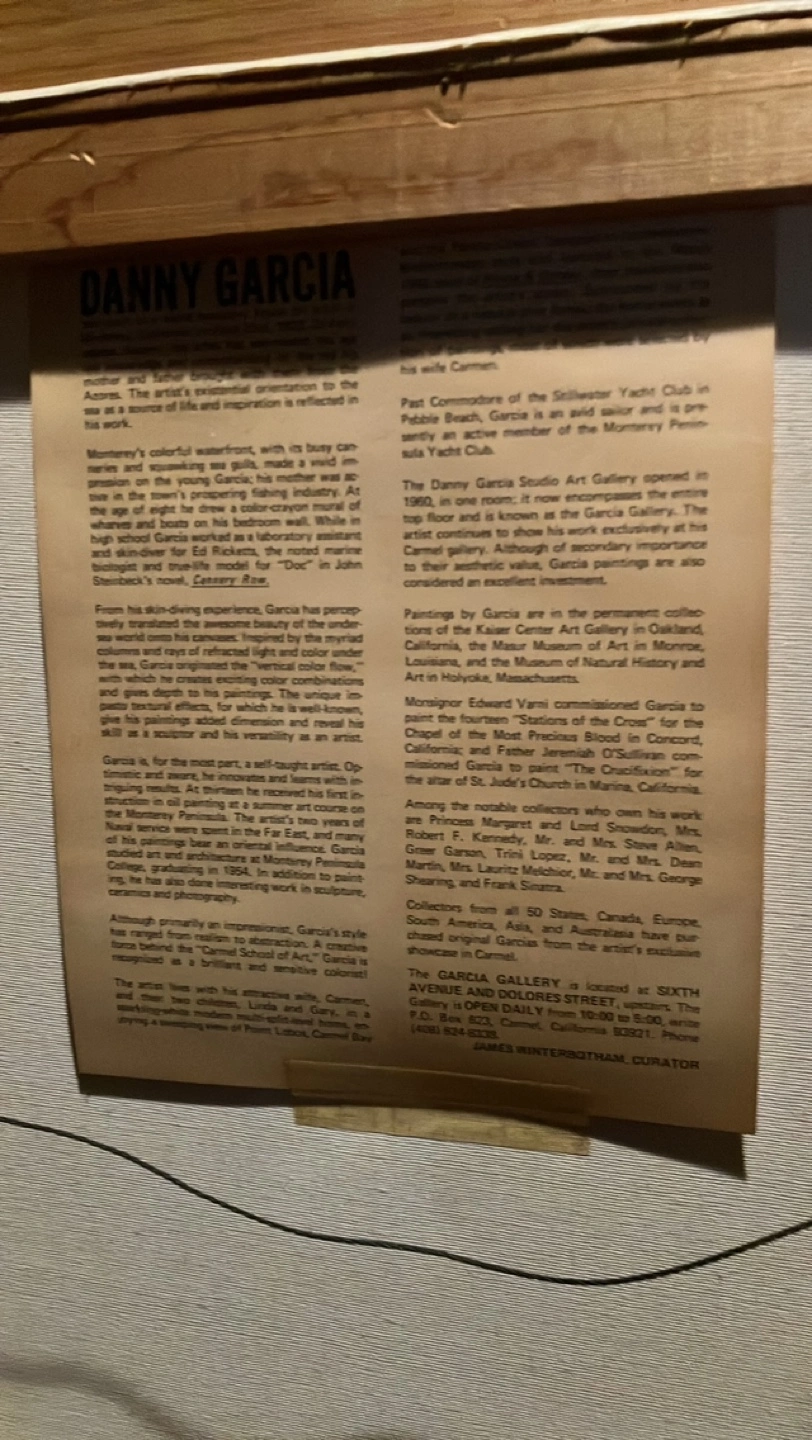 DANNY GARCIA
mother and father brought with them from the
Azores. The artist's existential orientation to the
sea as a source of life and inspiration is reflected in
his work.
Monterey's colorful waterfront, with its busy can-
neries and squawking sea gulls, made a vivid im-
pression on the young Garcia; his mother was ac-
tive in the town's prospering fishing industry. At
the age of eight he drew a color-crayon mural of
wharves and boats on his bedroom wall. While in
high school Garcia worked as a laboratory assistant
and skin-diver for Ed Ricketts, the noted marine
biologist and true-life model for "Doc" in John
Steinbeck's novel, Cannery Row.
From his skin-diving experience, Garcia has percep-
tively translated the awesome beauty of the under-
sea world onto his canvases. Inspired by the myriad
columns and rays of refracted light and color under
the sea, Garcia originated the "vertical color flow,"
with which he creates exciting color combinations
and gives depth to his paintings. The unique im-
pasto textural effects, for which he is well-known,
give his paintings added dimension and reveal his
skill as a sculptor and his versatility as an artist.
Garcia is, for the most part, a self-taught artist. Op-
timistic and aware, he innovates and learns with in-
triguing results. At thirteen he received his first in-
struction in oil painting at a summer art course on
the Monterey Peninsula. The artist's two years of
Naval service were spent in the Far East, and many
of his paintings bear an oriental influence. Garcia
studied art and architecture at Monterey Peninsula
College, graduating in 1954. In addition to paint-
ing, he has also done interesting work in sculpture,
ceramics and photography.
Although primarily an impressionist, Garcia's style
has ranged from realism to abstraction. A creative
force behind the "Carmel School of Art," Garcia is
recognized as a brilliant and sensitive colorist!
The artist lives with his attractive wife, Carmen,
and their two children, Linda and Gary, in a
modern multi-split-level home, en-
joying a sweeping view of Point Lobos, Carmel Bay
his wife Carmen.
Past Commodore of the Stillwater Yacht Club in
Pebble Beach, Garcia is an avid sailor and is pre-
sently an active member of the Monterey Penin-
sula Yacht Club.
The Danny Garcia Studio Art Gallery opened in
1960, in one room; it now encompasses the entire
top floor and is known as the Garcia Gallery. The
artist continues to show his work exclusively at his
Carmel gallery. Although of secondary importance
to their aesthetic value, Garcia paintings are also
considered an excellent investment.
Paintings by Garcia are in the permanent collec-
tions of the Kaiser Center Art Gallery in Oakland,
California, the Masur Museum of Art in Monroe,
Louisiana, and the Museum of Natural History and
Art in Holyoke, Massachusetts.
Monsignor Edward Varni commissioned Garcia to
paint the fourteen "Stations of the Cross" for the
Chapel of the Most Precious Blood in Concord,
California; and Father Jeremiah O'Sullivan com-
missioned Garcia to paint "The Crucifixion" for
the altar of St. Jude's Church in Marina, California.
Among the notable collectors who own his work
are Princess Margaret and Lord Snowdon, Mrs.
Robert F. Kennedy, Mr. and Mrs. Steve Allen,
Greer Garson, Trini Lopez, Mr. and Mrs. Dean
Martin, Mrs. Lauritz Melchior, Mr. and Mrs. George
Shearing, and Frank Sinatra.
Collectors from all 50 States, Canada, Europe,
South America, Asia, and Australasia have pur-
chased original Garcias from the artist's exclusive
showcase in Carmel.
The GARCIA GALLERY is located at SIXTH
AVENUE AND DOLORES STREET, upstairs. The
Gallery is OPEN DAILY from 10:00 to 5:00, write
P.O. Box 623, Carmel, California 93921. Phone
(408) 624-8338.
JAMES WINTERBOTHAM, CURATOR